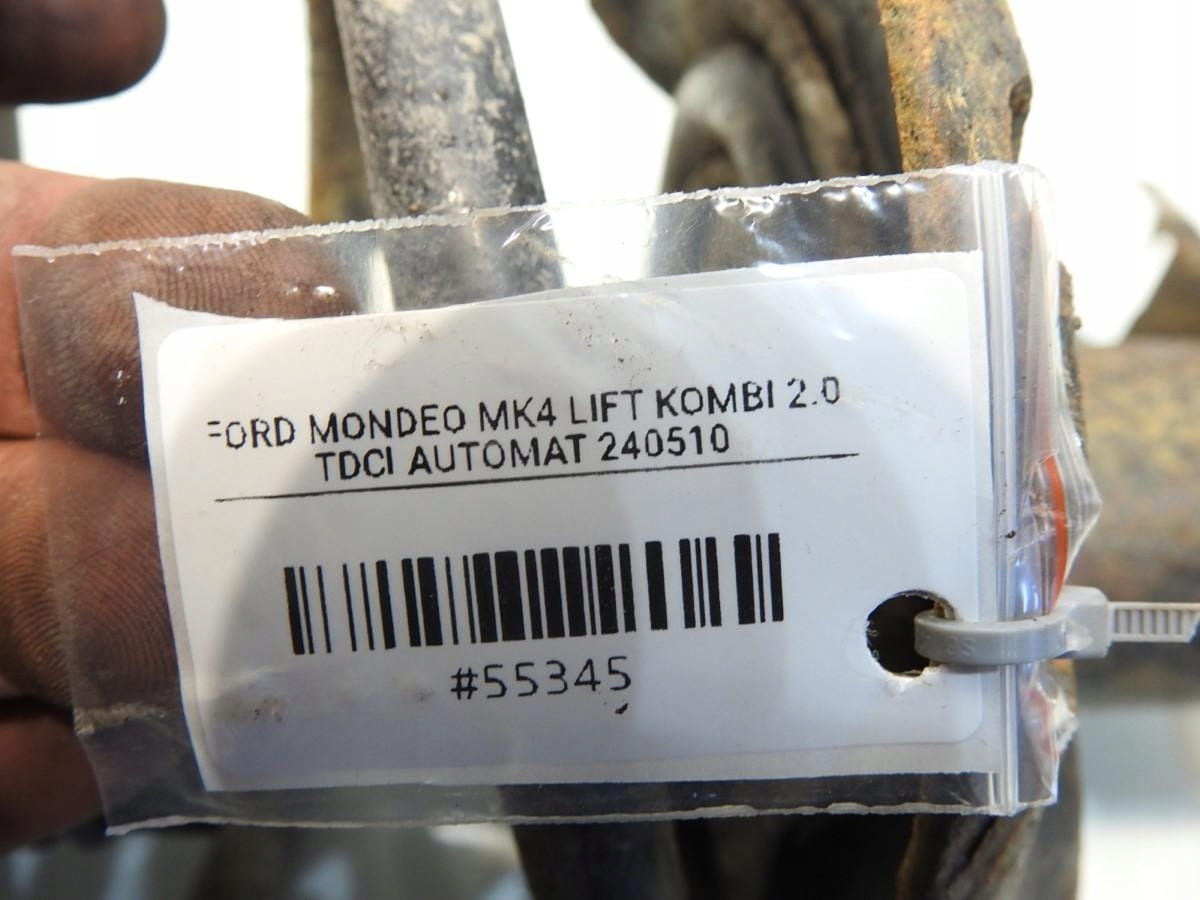 FORD MONDEO MK4 LIFT KOMBI 2.0
TDCI AUTOMAT 240510
#55345